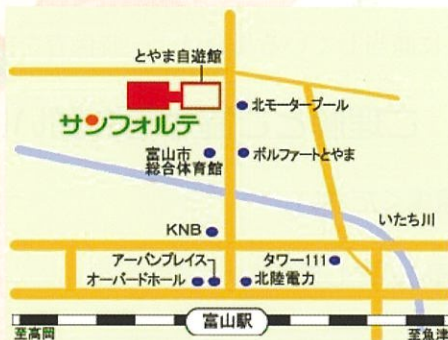 とやま自遊館
サンフォルテ
北モータープール
富山市
総合体育館
ボルファートとやま
いたち川
KNB
アーバンプレイス
タワー111
オーバードホール
北陸電力
富山駅
至高岡
至魚津